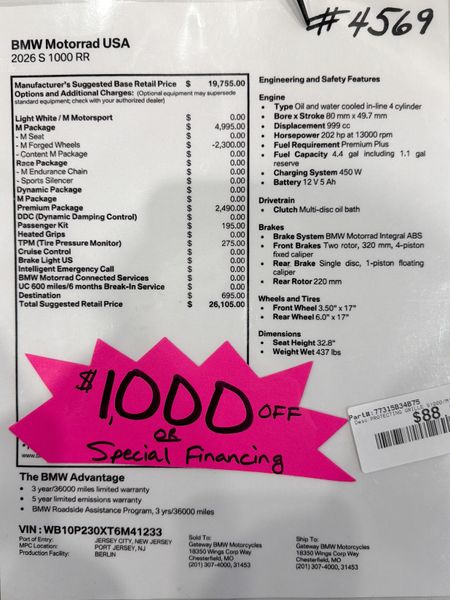 #4569
BMW Motorrad USA
2026 S 1000 RR
Manufacturer's Suggested Base Retail Price $ 19,755.00
Options and Additional Charges: (Optional equipment may supersede
standard equipment; check with your authorized dealer)
Light White / M Motorsport $ 0.00
M Package $ 4,995.00
- M Seat $ 0.00
- M Forged Wheels $ -2,300.00
- Content M Package $ 0.00
Race Package $ 0.00
- M Endurance Chain $ 0.00
- Sports Silencer $ 0.00
Dynamic Package $ 0.00
M Package $ 0.00
Premium Package $ 2,490.00
DDC (Dynamic Damping Control) $ 0.00
Passenger Kit $ 195.00
Heated Grips $ 0.00
TPM (Tire Pressure Monitor) $ 275.00
Cruise Control $ 0.00
Brake Light US $ 0.00
Intelligent Emergency Call $ 0.00
BMW Motorrad Connected Services $ 0.00
UC 600 miles/6 months Break-In Service $ 0.00
Destination $ 695.00
Total Suggested Retail Price $ 26,105.00
Engineering and Safety Features
Engine
• Type Oil and water cooled in-line 4 cylinder
• Bore x Stroke 80 mm x 49.7 mm
• Displacement 999 cc
• Horsepower 202 hp at 13000 rpm
• Fuel Requirement Premium Plus
• Fuel Capacity 4.4 gal including 1.1 gal
reserve
• Charging System 450 W
• Battery 12 V 5 Ah
Drivetrain
• Clutch Multi-disc oil bath
Brakes
• Brake System BMW Motorrad Integral ABS
• Front Brakes Two rotor, 320 mm, 4-piston
fixed caliper
• Rear Brake Single disc, 1-piston floating
caliper
• Rear Rotor 220 mm
Wheels and Tires
• Front Wheel 3.50" x 17"
• Rear Wheel 6.0" x 17"
Dimensions
• Seat Height 32.8"
• Weight Wet 437 lbs
$1,000 OFF
OR
Special Financing
Part#:77315B34B75
Desc:PROTECTING GRILLE S1000/M
$88
www.b
The BMW Advantage
• 3 year/36000 miles limited warranty
• 5 year limited emissions warranty
• BMW Roadside Assistance Program, 3 yrs/36000 miles
VIN : WB10P230XT6M41233
Port of Entry: JERSEY CITY, NEW JERSEY
MPC Location: PORT JERSEY, NJ
Production Facility: BERLIN
Sold To:
Gateway BMW Motorcycles
18350 Wings Corp Way
Chesterfield, MO
(201) 307-4000, 31453
Ship To:
Gateway BMW Motorcycles
18350 Wings Corp Way
Chesterfield, MO
(201) 307-4000, 31453